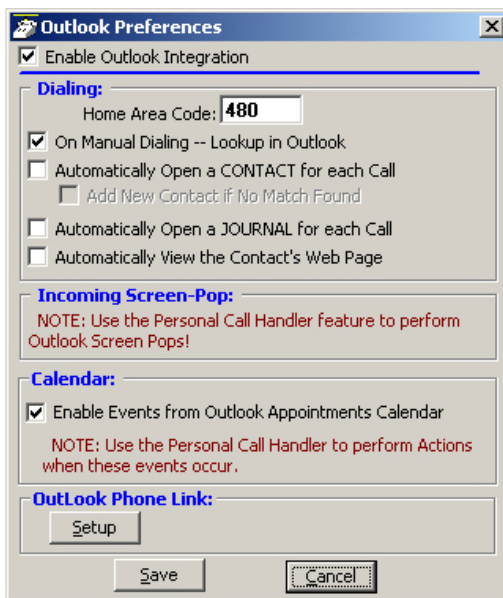 Outlook Preferences
Enable Outlook Integration
Dialing:
Home Area Code: 480
On Manual Dialing -- Lookup in Outlook
Automatically Open a CONTACT for each Call
Add New Contact if No Match Found
Automatically Open a JOURNAL for each Call
Automatically View the Contact's Web Page
Incoming Screen-Pop:
NOTE: Use the Personal Call Handler feature to perform
Outlook Screen Pops!
Calendar:
Enable Events from Outlook Appointments Calendar
NOTE: Use the Personal Call Handler to perform Actions
when these events occur.
OutLook Phone Link:
Setup
Save Cancel